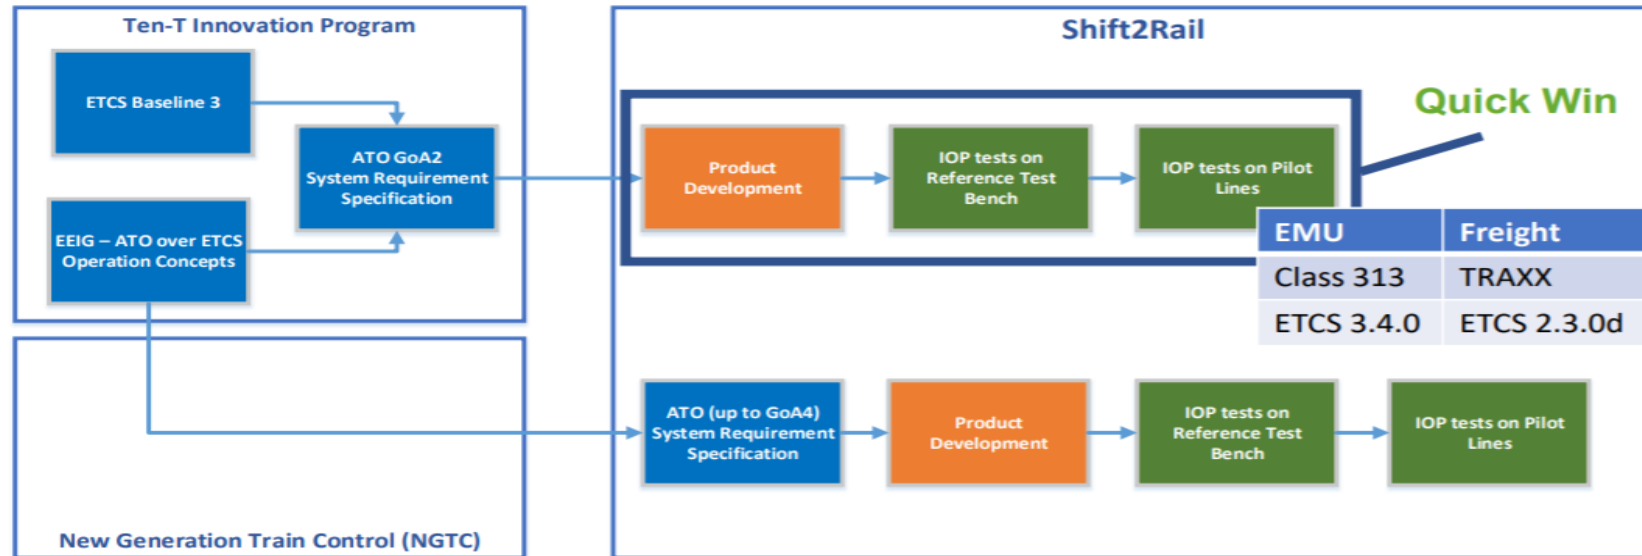 Ten-T Innovation Program
ETCS Baseline 3
ATO GoA2
System Requirement
Specification
EEIG – ATO over ETCS
Operation Concepts
New Generation Train Control (NGTC)
Shift2Rail
Quick Win
Product
Development
IOP tests on
Reference Test
Bench
IOP tests on Pilot
Lines
EMU Freight
Class 313 TRAXX
ETCS 3.4.0 ETCS 2.3.0d
ATO (up to GoA4)
System Requirement
Specification
Product
Development
IOP tests on
Reference Test
Bench
IOP tests on Pilot
Lines